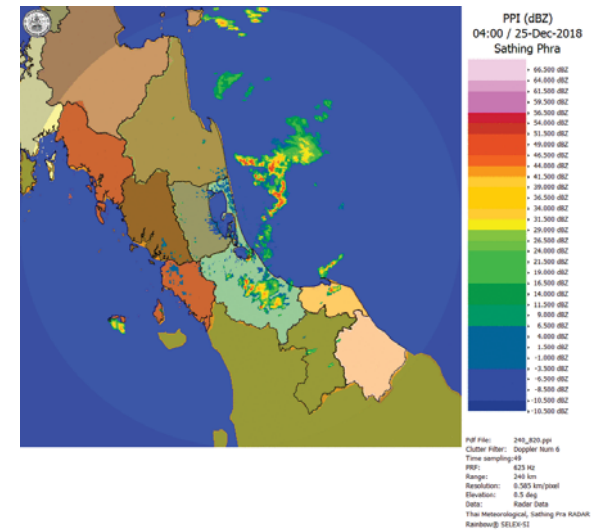 PPI (dBZ)
04:00 / 25-Dec-2018
Sathing Phra
> 66.500 dBZ
> 64.000 dBZ
> 61.500 dBZ
> 59.500 dBZ
> 56.500 dBZ
> 54.000 dBZ
> 51.500 dBZ
> 49.000 dBZ
> 46.500 dBZ
> 44.000 dBZ
> 41.500 dBZ
> 39.000 dBZ
> 36.500 dBZ
> 34.000 dBZ
> 31.500 dBZ
> 29.000 dBZ
> 26.500 dBZ
> 24.000 dBZ
> 21.500 dBZ
> 19.000 dBZ
> 16.500 dBZ
> 14.000 dBZ
> 11.500 dBZ
> 9.000 dBZ
> 6.500 dBZ
> 4.000 dBZ
> 1.500 dBZ
> -1.000 dBZ
> -3.500 dBZ
> -6.500 dBZ
> -8.500 dBZ
> -10.500 dBZ
< -10.500 dBZ
Pdf File: 240_820.ppi
Clutter Filter: Doppler Num 6
Time sampling:49
PRF: 625 Hz
Range: 240 km
Resolution: 0.585 km/pixel
Elevation: 0.5 deg
Data: Radar Data
Thai Meteorological, Sathing Pra RADAR
Rainbow® SELEX-SI